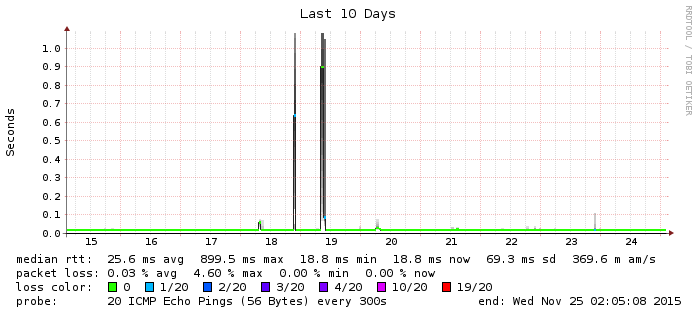 Last 10 Days
RRDTOOL / TOBI OETIKER
Seconds
1.0
0.9
0.8
0.7
0.6
0.5
0.4
0.3
0.2
0.1
0.0
15 16 17 18 19 20 21 22 23 24
median rtt: 25.6 ms avg 899.5 ms max 18.8 ms min 18.8 ms now 69.3 ms sd 369.6 m am/s
packet loss: 0.03 % avg 4.60 % max 0.00 % min 0.00 % now
loss color: 0 1/20 2/20 3/20 4/20 10/20 19/20
probe: 20 ICMP Echo Pings (56 Bytes) every 300s end: Wed Nov 25 02:05:08 2015